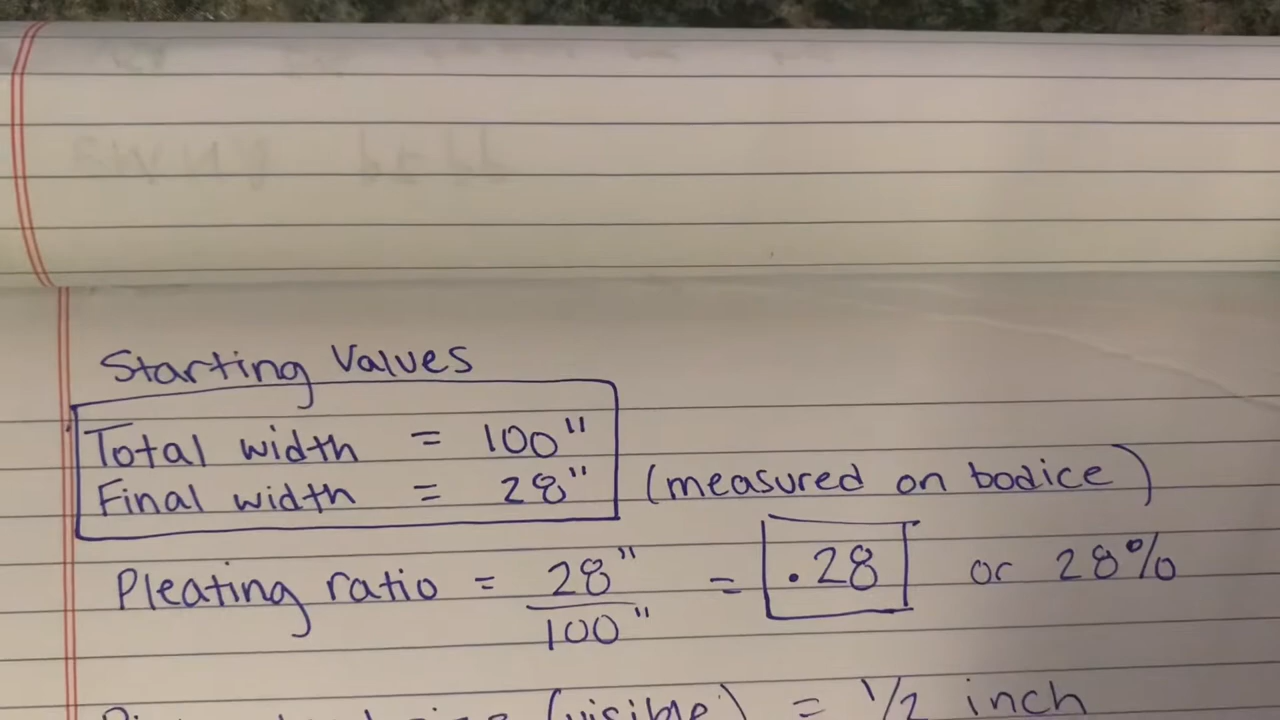 Starting Values
Total width = 100"
Final width = 28" (measured on bodice)
Pleating ratio = 28"/100" = .28 or 28%
(visible) = 1/2 inch